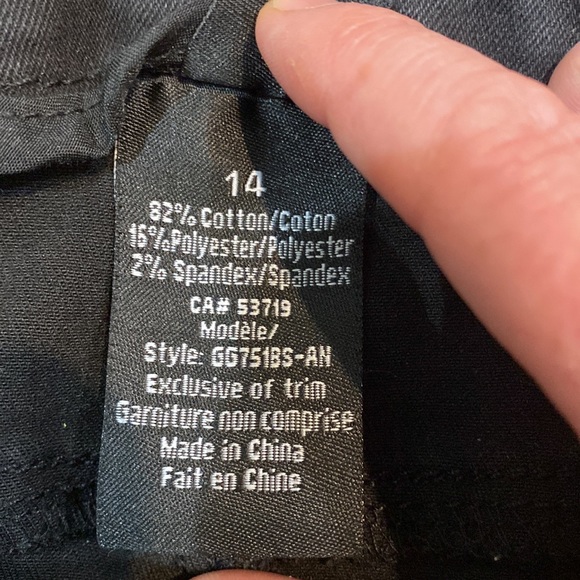 14
82% Cotton/Coton
16%Polyester/Polyester
2% Spandex/Spandex
CA# 53719
Modèle/
Style: GG751BS-AN
Exclusive of trim
Garniture non comprise
Made in China
Fait en Chine